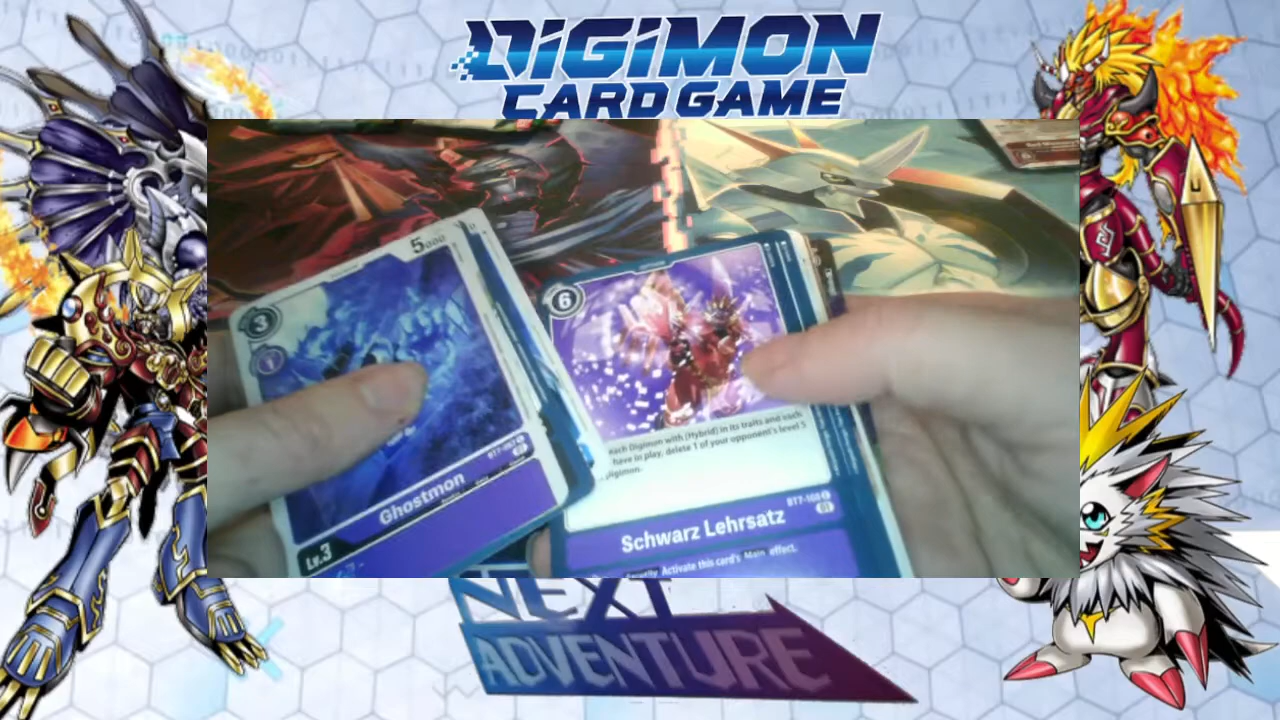 DIGIMON
CARD GAME
5000
3
1
Ghostmon
Lv.3
6
each Digimon with [Hybrid] in its traits and each
have in play, delete 1 of your opponent's level 5
Digimon.
BT7-108
Schwarz Lehrsatz
Security Activate this card's Main effect.
NEXT
ADVENTURE